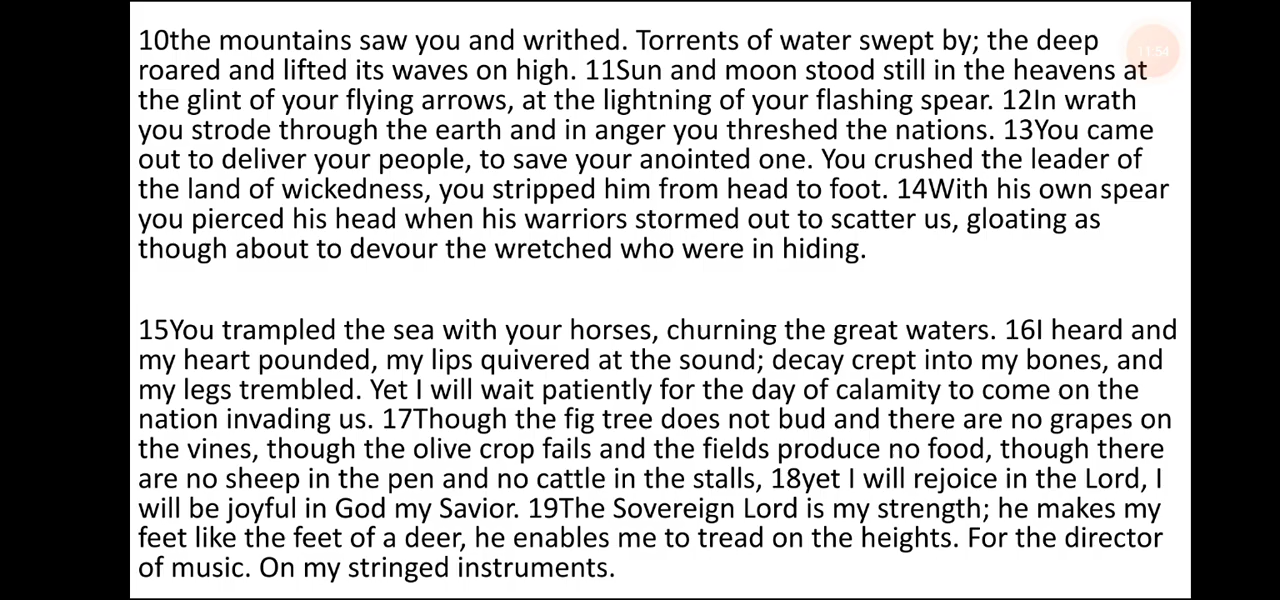 10the mountains saw you and writhed. Torrents of water swept by; the deep
11:54
roared and lifted its waves on high. 11Sun and moon stood still in the heavens at
the glint of your flying arrows, at the lightning of your flashing spear. 12In wrath
you strode through the earth and in anger you threshed the nations. 13You came
out to deliver your people, to save your anointed one. You crushed the leader of
the land of wickedness, you stripped him from head to foot. 14With his own spear
you pierced his head when his warriors stormed out to scatter us, gloating as
though about to devour the wretched who were in hiding.
15You trampled the sea with your horses, churning the great waters. 16I heard and
my heart pounded, my lips quivered at the sound; decay crept into my bones, and
my legs trembled. Yet I will wait patiently for the day of calamity to come on the
nation invading us. 17Though the fig tree does not bud and there are no grapes on
the vines, though the olive crop fails and the fields produce no food, though there
are no sheep in the pen and no cattle in the stalls, 18yet I will rejoice in the Lord, I
will be joyful in God my Savior. 19The Sovereign Lord is my strength; he makes my
feet like the feet of a deer, he enables me to tread on the heights. For the director
of music. On my stringed instruments.